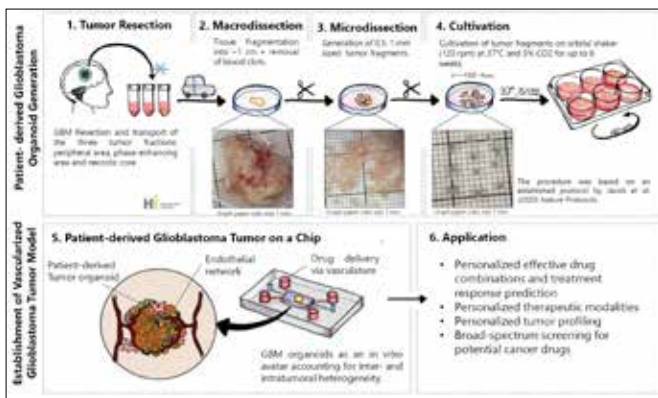 Patient- derived Glioblastoma
Organoid Generation
1. Tumor Resection
GBM Resection and transport of
the three tumor fractions:
peripheral area, phase-enhancing
area and necrotic core
2. Macrodissection
Tissue fragmentation
into ~1 cm + removal
of blood clots.
3. Microdissection
Generation of 0.5- 1 mm
sized tumor fragments.
4. Cultivation
Cultivation of tumor fragments on orbital shaker
(120 rpm) at 37°C and 5% CO2 for up to 8
weeks.
The procedure was based on an
established protocol by Jacob et al.
(2020) Nature Protocols.
Establishment of Vascularized
Glioblastoma Tumor Model
5. Patient-derived Glioblastoma Tumor on a Chip
Patient-derived
Tumor organoid
Endothelial
network
Drug delivery
via vasculature
GBM organoids as an in vitro
avatar accounting for inter- and
intratumoral heterogeneity.
6. Application
• Personalized effective drug
combinations and treatment
response prediction
• Personalized therapeutic modalities
• Personalized tumor profiling
• Broad-spectrum screening for
potential cancer drugs